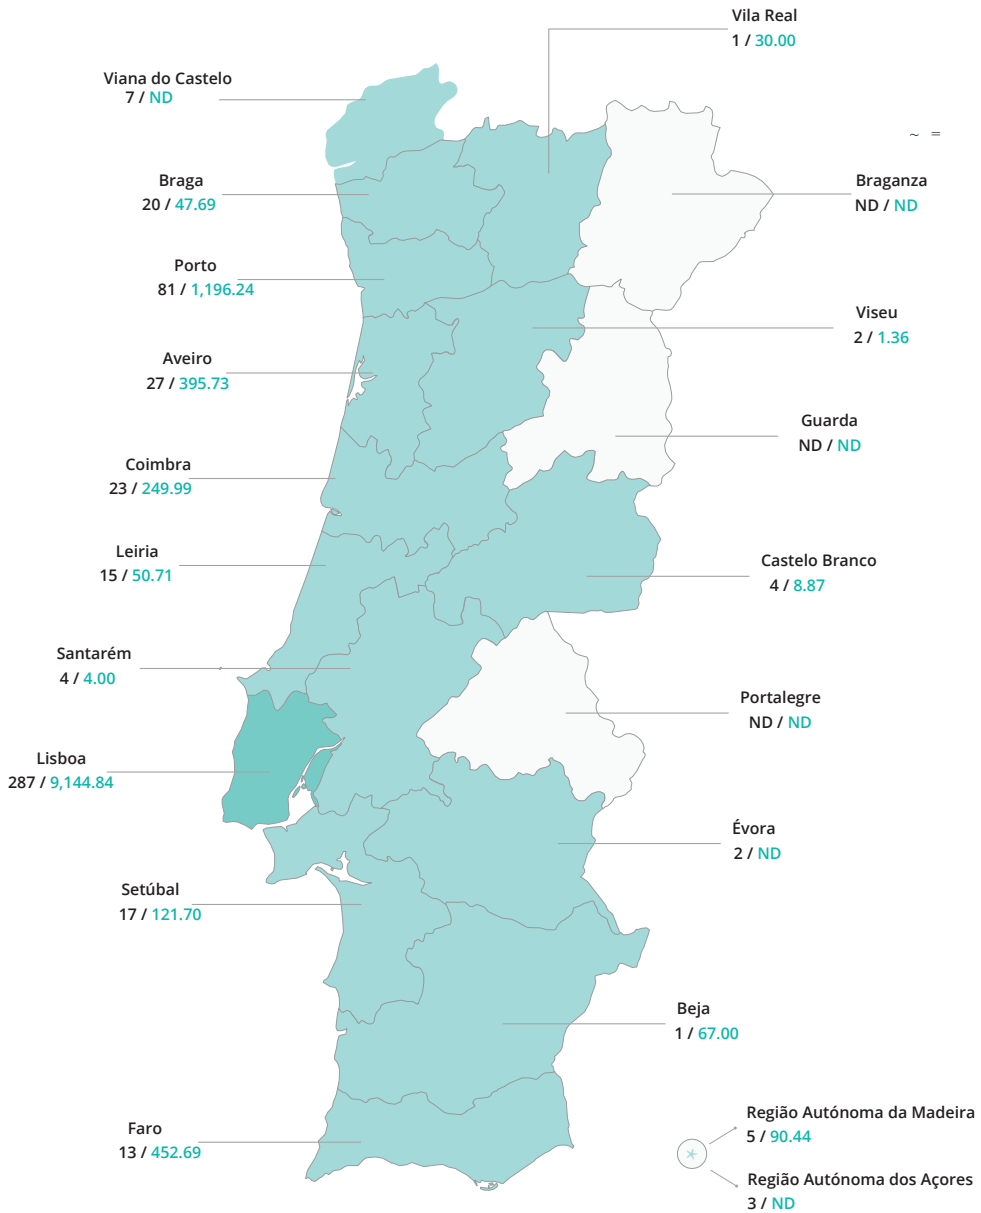 Vila Real
1 / 30.00
Viana do Castelo
7 / ND
~ =
Braga
20 / 47.69
Braganza
ND / ND
Porto
81 / 1,196.24
Viseu
2 / 1.36
Aveiro
27 / 395.73
Guarda
ND / ND
Coimbra
23 / 249.99
Leiria
15 / 50.71
Castelo Branco
4 / 8.87
Santarém
4 / 4.00
Portalegre
ND / ND
Lisboa
287 / 9,144.84
Évora
2 / ND
Setúbal
17 / 121.70
Beja
1 / 67.00
Faro
13 / 452.69
Região Autónoma da Madeira
5 / 90.44
Região Autónoma dos Açores
3 / ND